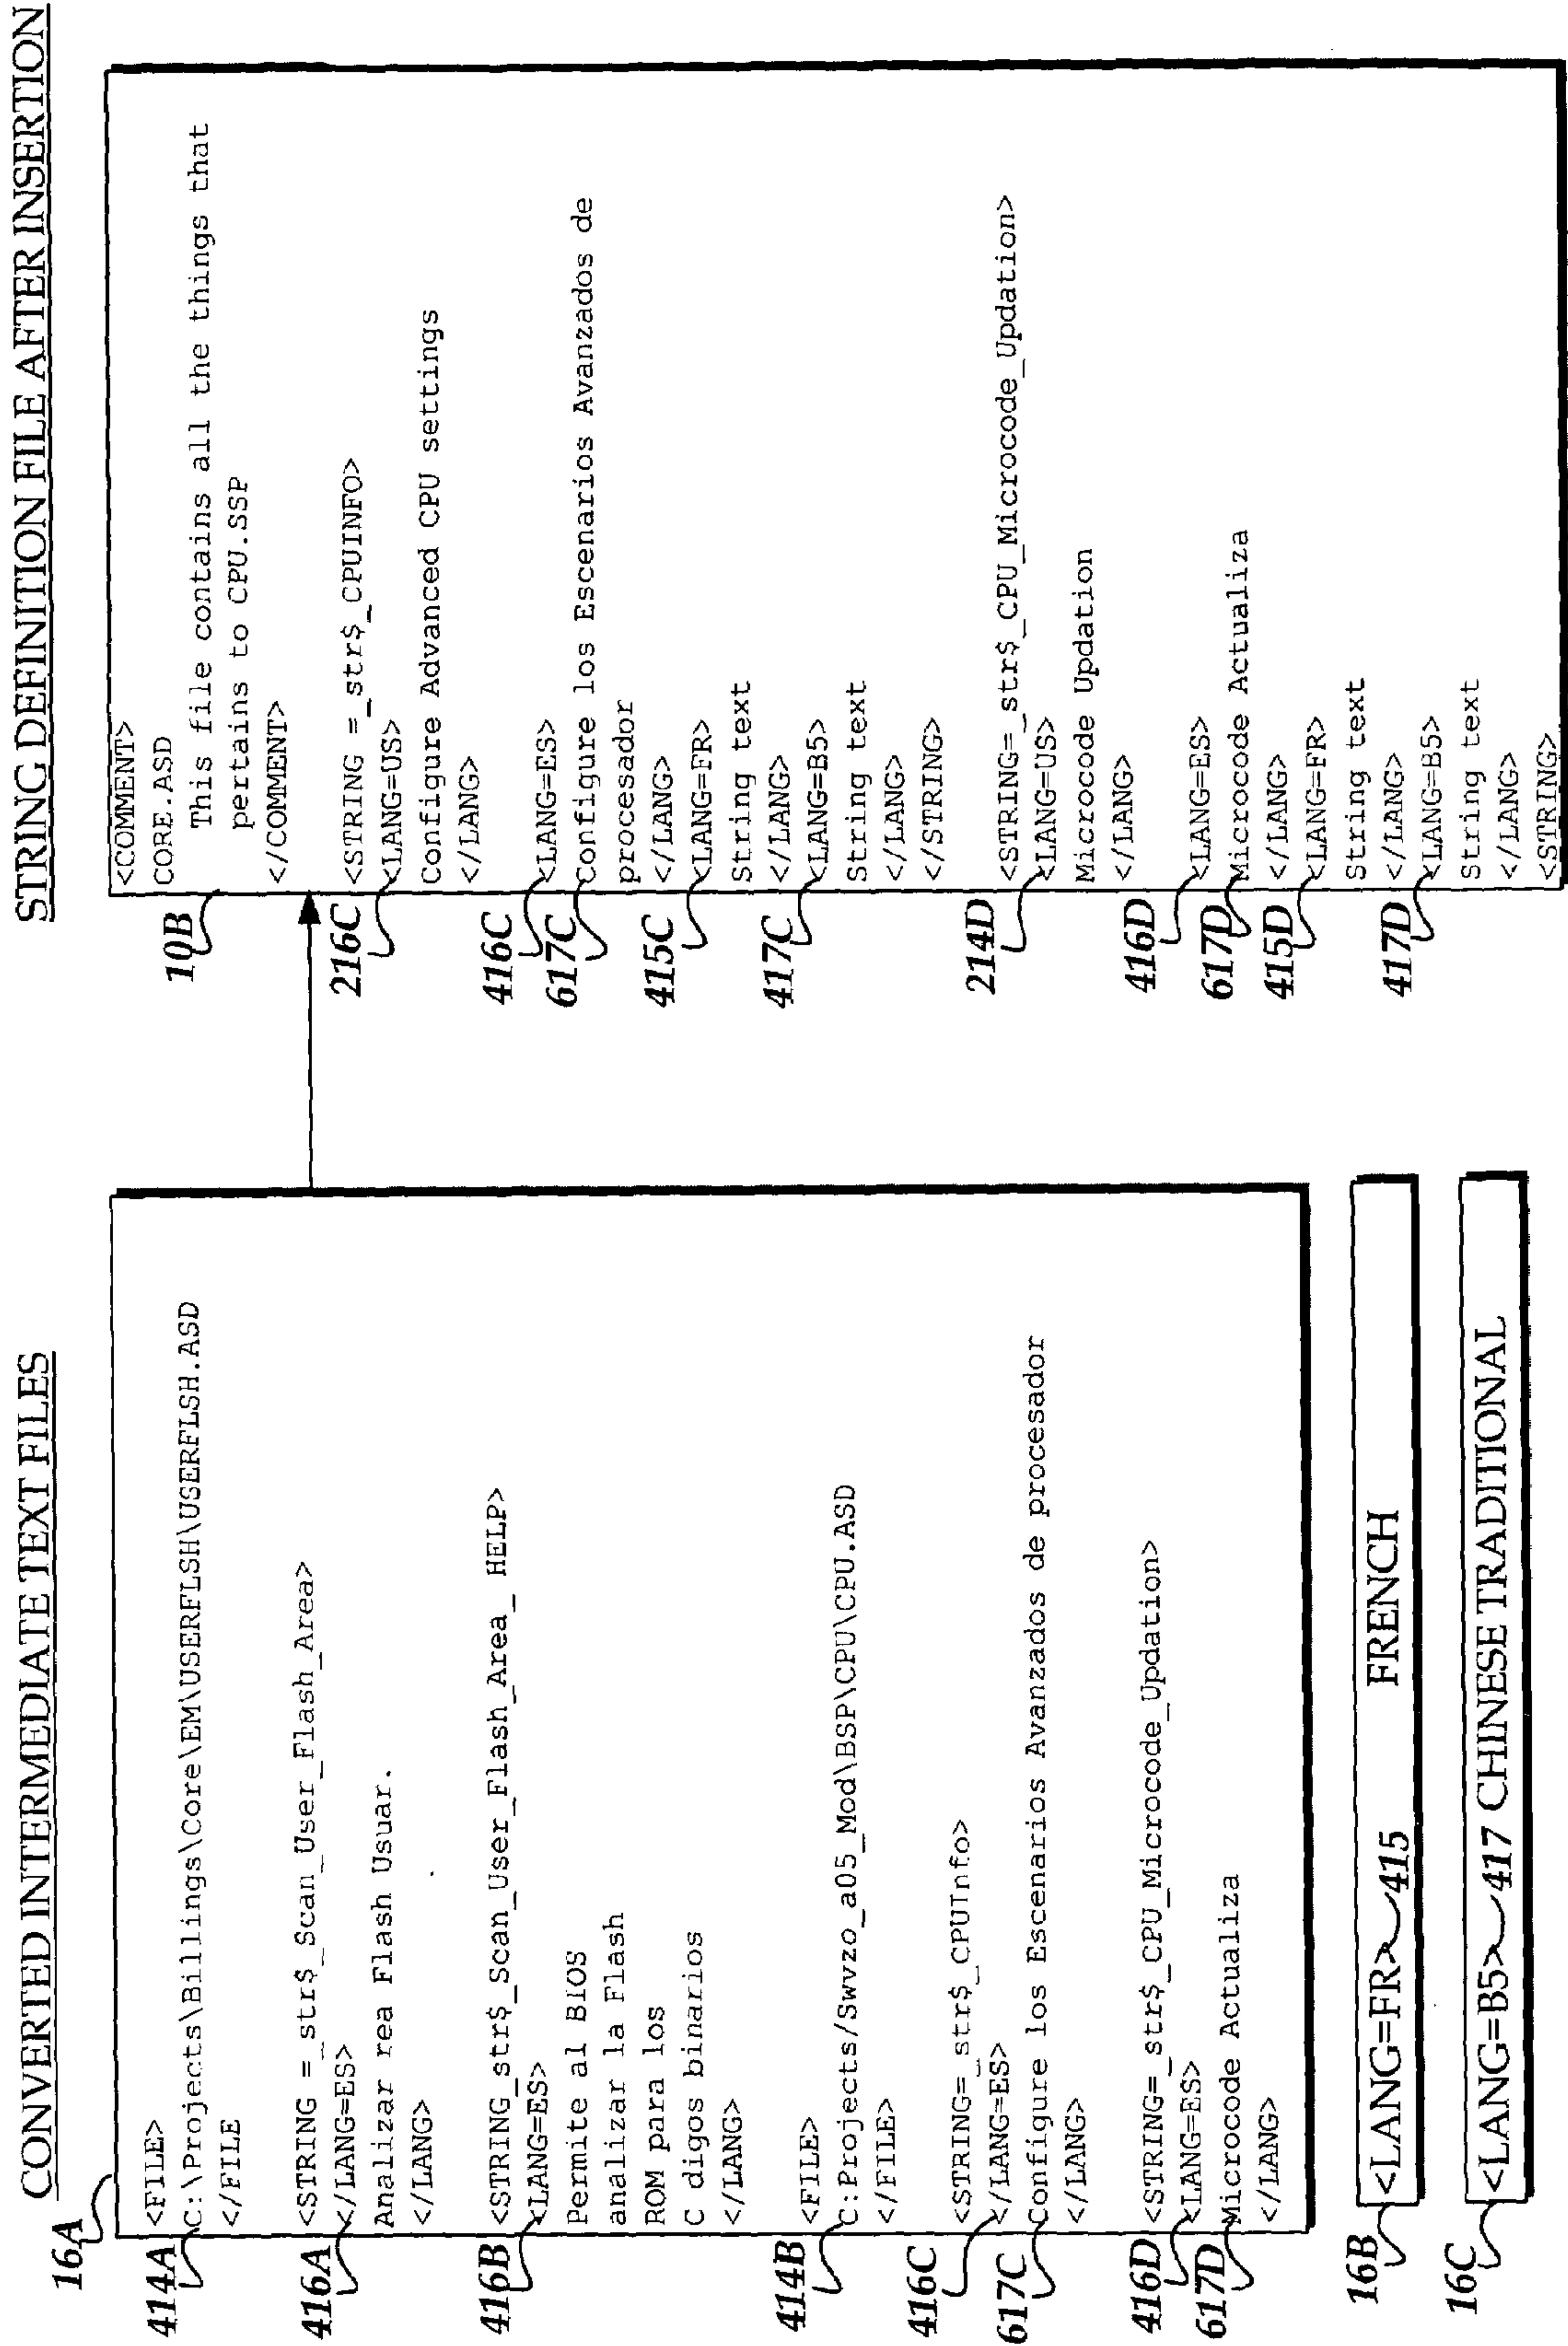 CONVERTED INTERMEDIATE TEXT FILES
16A
414A
<FILE>
C:\Projects\Billings\Core\EM\USERFLSH\USERFLSH.ASD
</FILE
<STRING =_str$_Scan_User_Flash_Area>
416A
</LANG=ES>
Analizar rea Flash Usuar.
</LANG>
<STRING_str$_Scan_User_Flash_Area_ HELP>
416B
<LANG=ES>
Permite al BIOS
analizar la Flash
ROM para los
C digos binarios
</LANG>
<FILE>
414B
C:Projects/Swvzo_a05_Mod\BSP\CPU\CPU.ASD
</FILE>
<STRING=_str$_CPUInfo>
416C
</LANG=ES>
617C
Configure los Escenarios Avanzados de procesador
</LANG>
<STRING=_str$_CPU_Microcode_Updation>
416D
<LANG=ES>
617D
Microcode Actualiza
</LANG>
16B
<LANG=FR> 415 FRENCH
16C
<LANG=B5> 417 CHINESE TRADITIONAL
STRING DEFINITION FILE AFTER INSERTION
<COMMENT>
CORE.ASD
10B
This file contains all the things that
pertains to CPU.SSP
</COMMENT>
<STRING =_str$_CPUINFO>
216C
<LANG=US>
Configure Advanced CPU settings
</LANG>
416C
<LANG=ES>
617C
Configure los Escenarios Avanzados de
procesador
</LANG>
415C
<LANG=FR>
String text
</LANG>
417C
<LANG=B5>
String text
</LANG>
</STRING>
<STRING=_str$_CPU_Microcode_Updation>
214D
<LANG=US>
Microcode Updation
</LANG>
416D
<LANG=ES>
617D
Microcode Actualiza
</LANG>
415D
<LANG=FR>
String text
</LANG>
417D
<LANG=B5>
String text
</LANG>
<STRING>